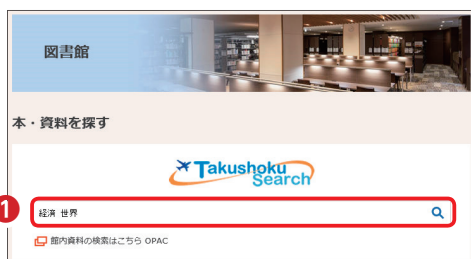 図書館
本・資料を探す
Takushoku
Search
1
経済 世界
館内資料の検索はこちら OPAC